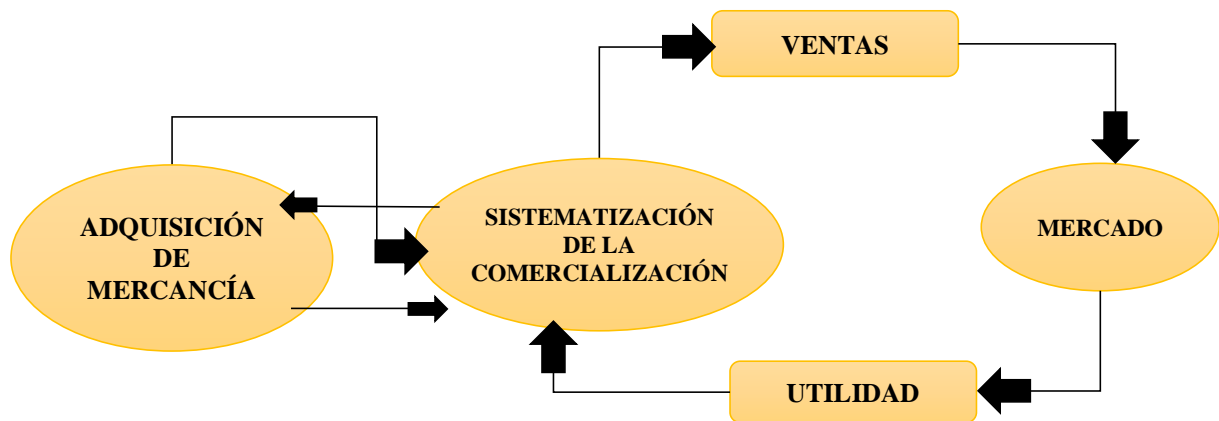 VENTAS
ADQUISICIÓN
DE
MERCANCÍA
SISTEMATIZACIÓN
DE LA
COMERCIALIZACIÓN
MERCADO
UTILIDAD